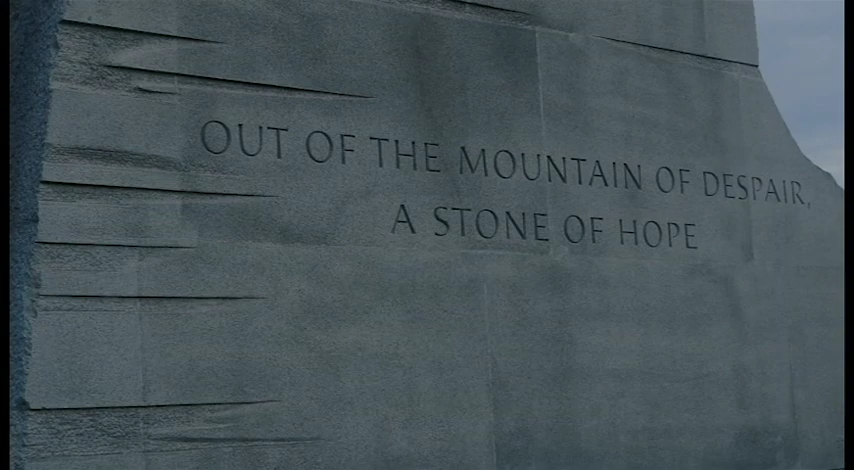 OUT OF THE MOUNTAIN OF DESPAIR,
A STONE OF HOPE